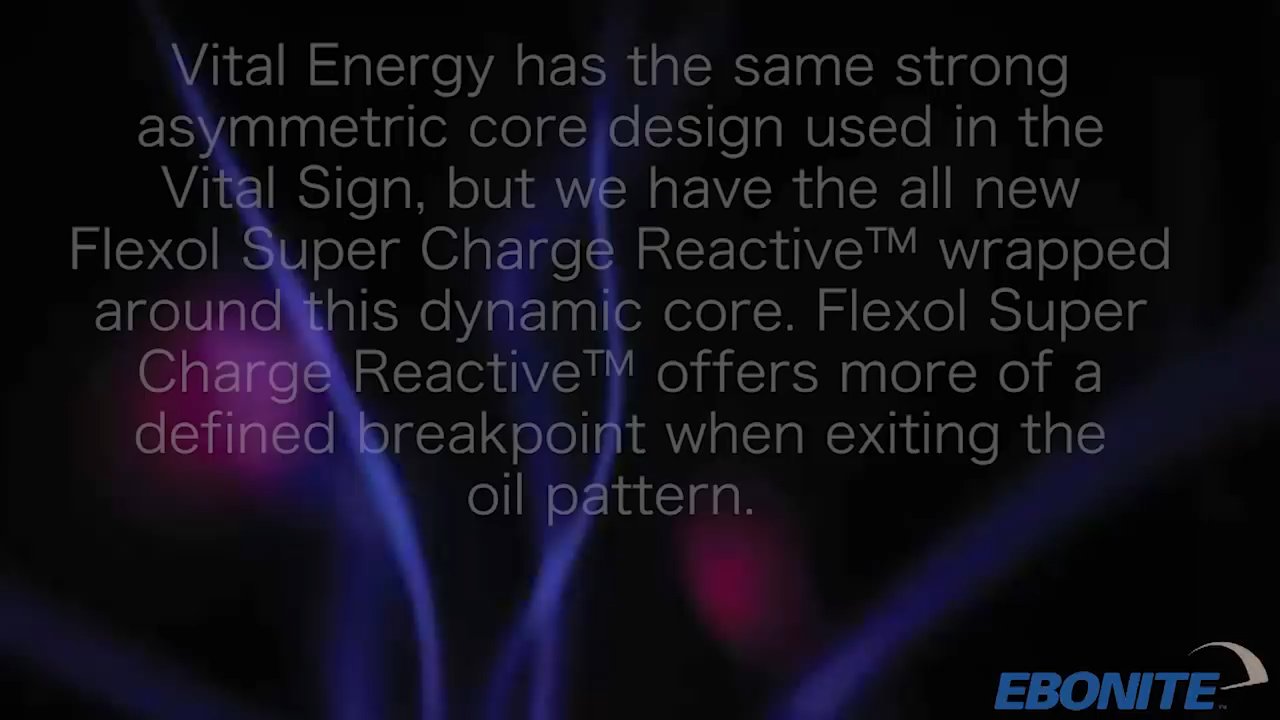 Vital Energy has the same strong
asymmetric core design used in the
Vital Sign, but we have the all new
Flexol Super Charge Reactive™ wrapped
around this dynamic core. Flexol Super
Charge Reactive™ offers more of a
defined breakpoint when exiting the
oil pattern.
EBONITE™